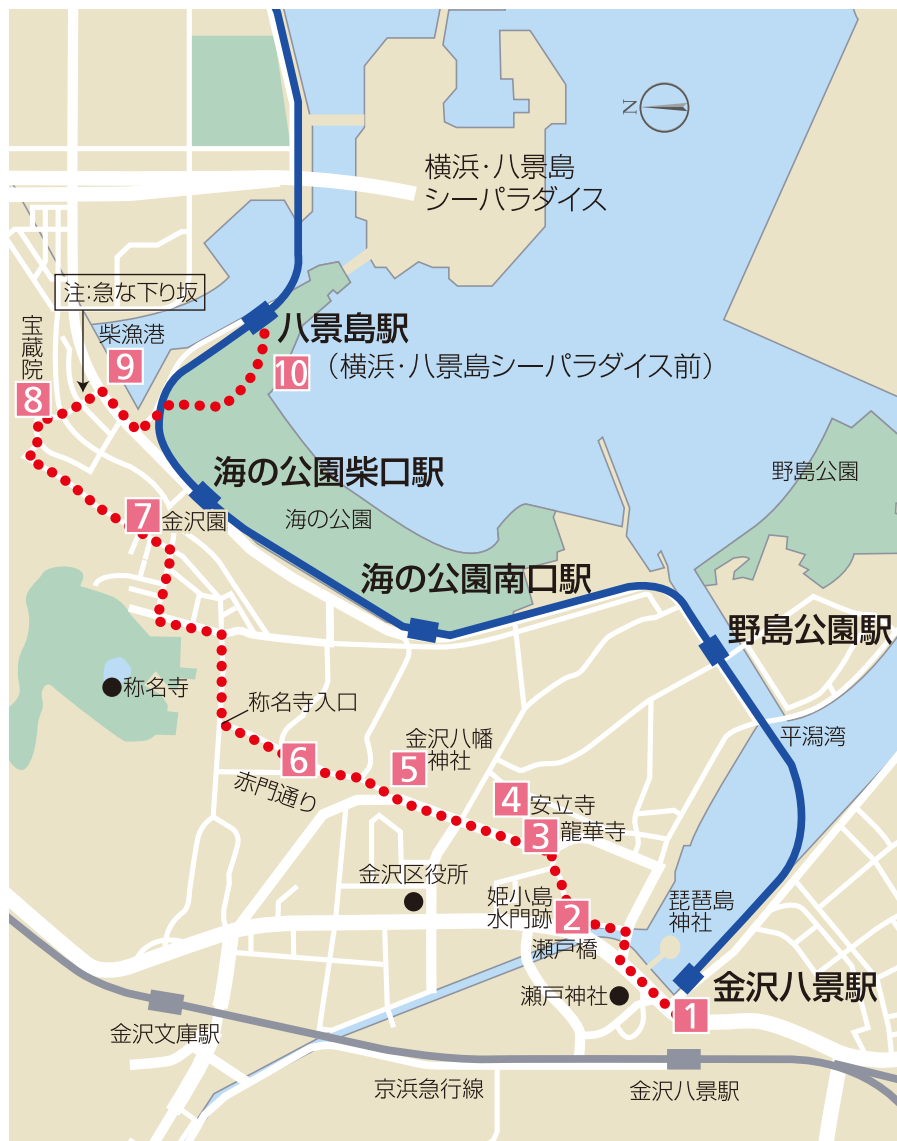 N
横浜・八景島
シーパラダイス
注：急な下り坂
宝蔵院
柴漁港
八景島駅
（横浜・八景島シーパラダイス前）
9
10
8
海の公園柴口駅
野島公園
7
金沢園
海の公園
海の公園南口駅
野島公園駅
称名寺
称名寺入口
平潟湾
金沢八幡
神社
6
5
赤門通り
4
安立寺
3
龍華寺
金沢区役所
姫小島
水門跡
2
琵琶島
神社
瀬戸橋
瀬戸神社
金沢八景駅
1
金沢文庫駅
京浜急行線
金沢八景駅